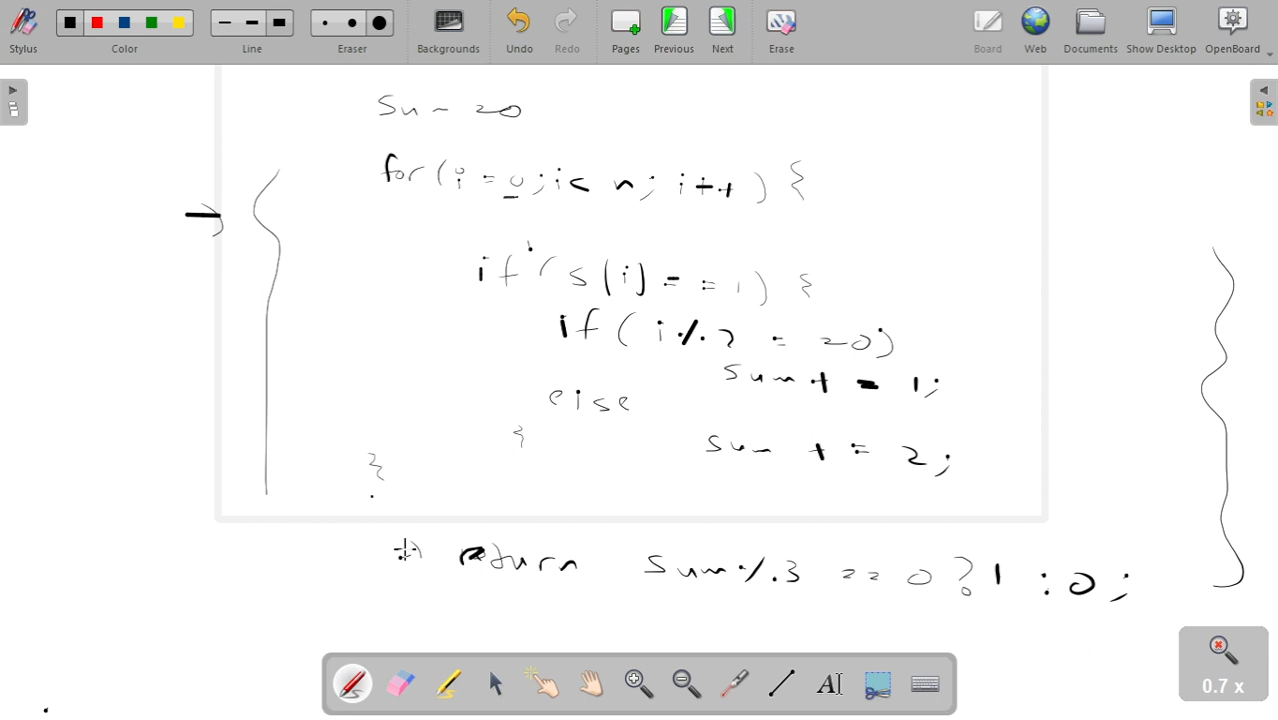 Stylus Color Line Eraser Backgrounds Undo Redo Pages Previous Next Erase Board Web Documents Show Desktop OpenBoard
sum = 0
for(i = 0; i < n; i++) {
if (s[i] == 1) {
if (i % 2 == 0)
sum += 1;
else
sum += 2;
}
}
return sum % 3 == 0 ? 1 : 0;
0.7 x